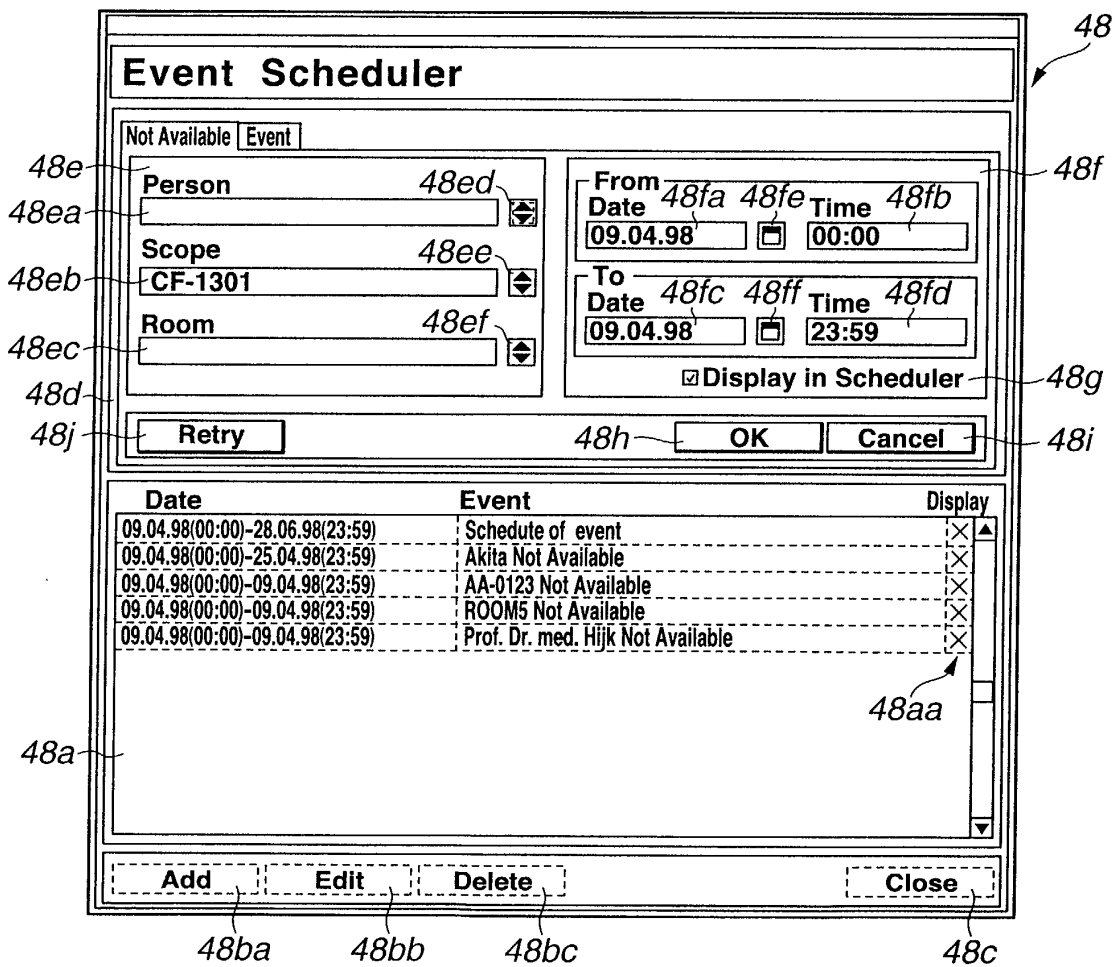 48
Event Scheduler
Not Available Event
48e
48f
Person 48ed
48ea
Scope 48ee
48eb CF-1301
Room 48ef
48ec
From
Date 48fa 48fe Time 48fb
09.04.98 00:00
To
Date 48fc 48ff Time 48fd
09.04.98 23:59
Display in Scheduler 48g
48d
48j Retry 48h OK Cancel 48i
Date Event Display
09.04.98(00:00)-28.06.98(23:59) Schedute of event
09.04.98(00:00)-25.04.98(23:59) Akita Not Available
09.04.98(00:00)-09.04.98(23:59) AA-0123 Not Available
09.04.98(00:00)-09.04.98(23:59) ROOM5 Not Available
09.04.98(00:00)-09.04.98(23:59) Prof. Dr. med. Hijk Not Available
48aa
48a
Add Edit Delete Close
48ba 48bb 48bc 48c